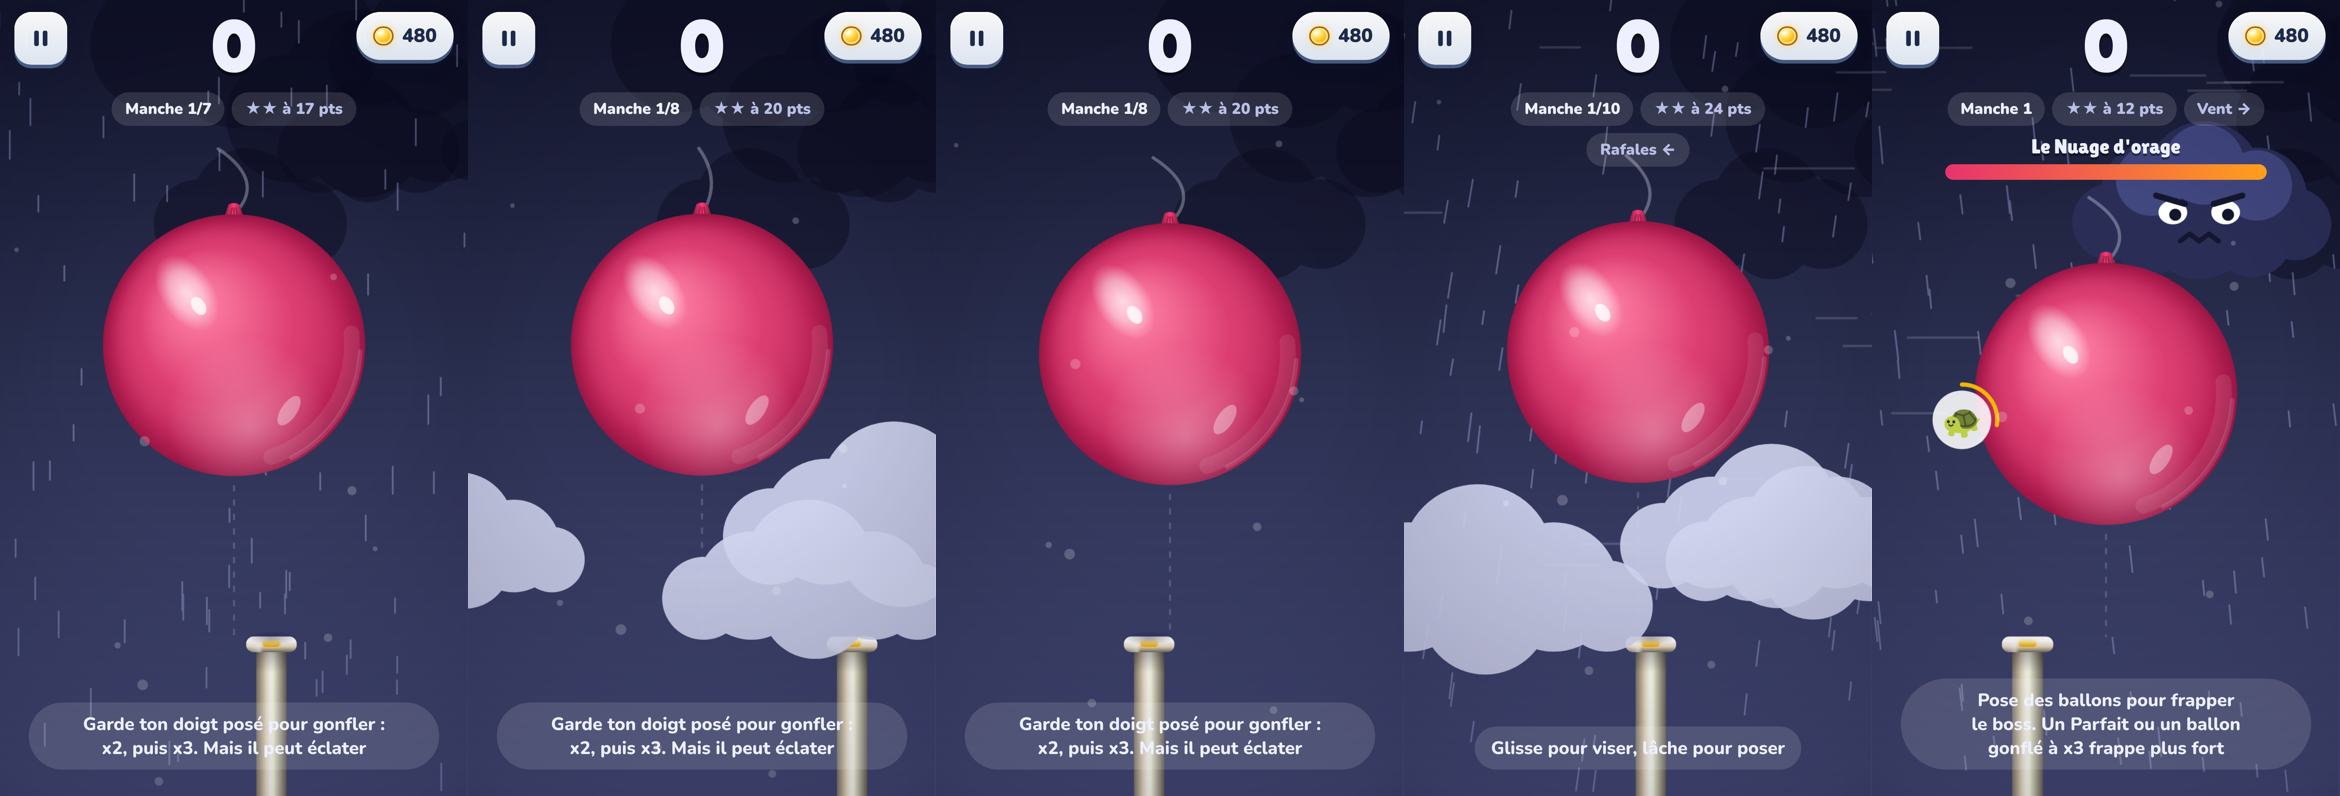 0
480
Manche 1/7
★★ à 17 pts
Garde ton doigt posé pour gonfler :
x2, puis x3. Mais il peut éclater
0
480
Manche 1/8
★★ à 20 pts
Garde ton doigt posé pour gonfler :
x2, puis x3. Mais il peut éclater
0
480
Manche 1/8
★★ à 20 pts
Garde ton doigt posé pour gonfler :
x2, puis x3. Mais il peut éclater
0
480
Manche 1/10
★★ à 24 pts
Rafales ←
Glisse pour viser, lâche pour poser
0
480
Manche 1
★★ à 12 pts
Vent →
Le Nuage d'orage
Pose des ballons pour frapper
le boss. Un Parfait ou un ballon
gonflé à x3 frappe plus fort